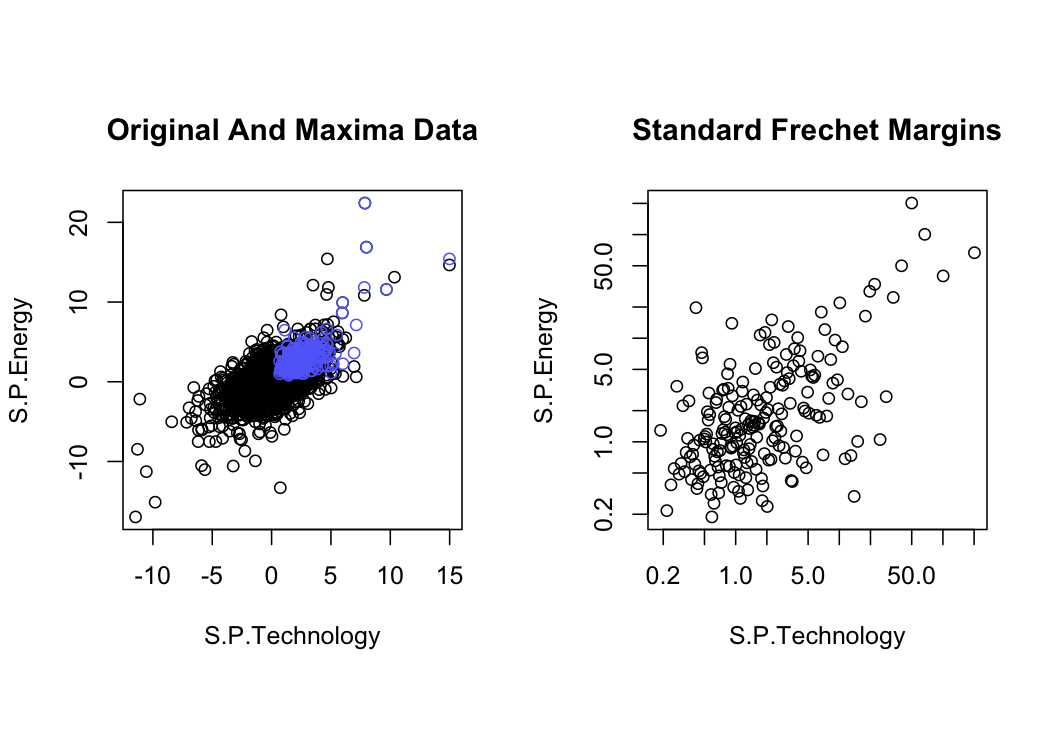 Original And Maxima Data
20
10
0
-10
S.P.Energy
-10 -5 0 5 10 15
S.P.Technology
Standard Frechet Margins
50.0
5.0
1.0
0.2
S.P.Energy
0.2 1.0 5.0 50.0
S.P.Technology